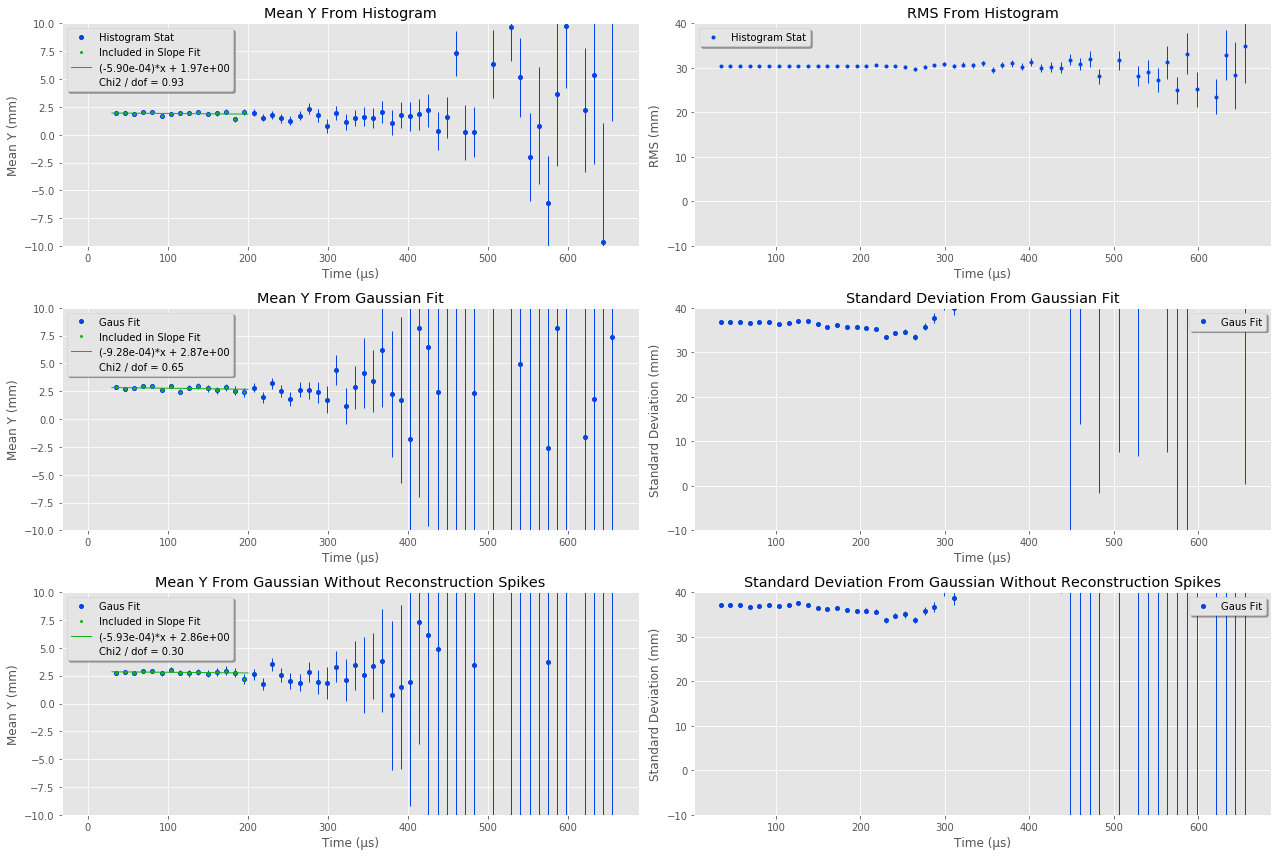 Mean Y From Histogram
10.0
7.5
5.0
2.5
0.0
−2.5
−5.0
−7.5
−10.0
Mean Y (mm)
Histogram Stat
Included in Slope Fit
(-5.90e-04)*x + 1.97e+00
Chi2 / dof = 0.93
0 100 200 300 400 500 600
Time (μs)
RMS From Histogram
40
30
20
10
0
−10
RMS (mm)
Histogram Stat
100 200 300 400 500 600
Time (μs)
Mean Y From Gaussian Fit
10.0
7.5
5.0
2.5
0.0
−2.5
−5.0
−7.5
−10.0
Mean Y (mm)
Gaus Fit
Included in Slope Fit
(-9.28e-04)*x + 2.87e+00
Chi2 / dof = 0.65
0 100 200 300 400 500 600
Time (μs)
Standard Deviation From Gaussian Fit
40
30
20
10
0
−10
Standard Deviation (mm)
Gaus Fit
100 200 300 400 500 600
Time (μs)
Mean Y From Gaussian Without Reconstruction Spikes
10.0
7.5
5.0
2.5
0.0
−2.5
−5.0
−7.5
−10.0
Mean Y (mm)
Gaus Fit
Included in Slope Fit
(-5.93e-04)*x + 2.86e+00
Chi2 / dof = 0.30
0 100 200 300 400 500 600
Time (μs)
Standard Deviation From Gaussian Without Reconstruction Spikes
40
30
20
10
0
−10
Standard Deviation (mm)
Gaus Fit
100 200 300 400 500 600
Time (μs)